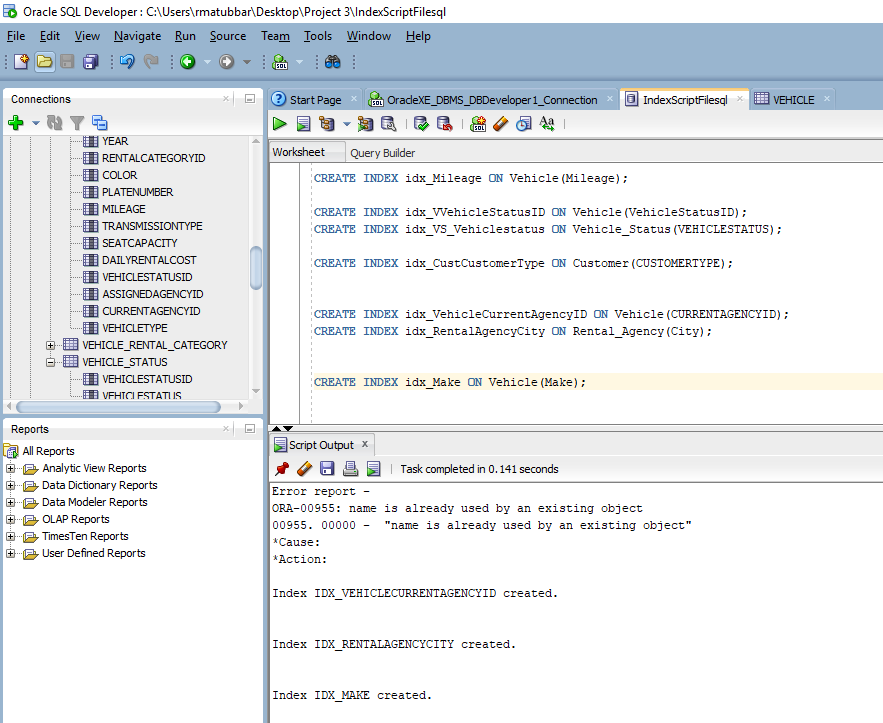 Oracle SQL Developer : C:\Users\rmatubbar\Desktop\Project 3\IndexScriptFilesql
File Edit View Navigate Run Source Team Tools Window Help
Connections
YEAR
RENTALCATEGORYID
COLOR
PLATENUMBER
MILEAGE
TRANSMISSIONTYPE
SEATCAPACITY
DAILYRENTALCOST
VEHICLESTATUSID
ASSIGNEDAGENCYID
CURRENTAGENCYID
VEHICLETYPE
VEHICLE_RENTAL_CATEGORY
VEHICLE_STATUS
VEHICLESTATUSID
VEHICLESTATUS
Reports
All Reports
Analytic View Reports
Data Dictionary Reports
Data Modeler Reports
OLAP Reports
TimesTen Reports
User Defined Reports
Start Page OracleXE_DBMS_DBDeveloper1_Connection IndexScriptFilesql VEHICLE
Worksheet Query Builder
CREATE INDEX idx_Mileage ON Vehicle(Mileage);
CREATE INDEX idx_VVehicleStatusID ON Vehicle(VehicleStatusID);
CREATE INDEX idx_VS_Vehiclestatus ON Vehicle_Status(VEHICLESTATUS);
CREATE INDEX idx_CustCustomerType ON Customer(CUSTOMERTYPE);
CREATE INDEX idx_VehicleCurrentAgencyID ON Vehicle(CURRENTAGENCYID);
CREATE INDEX idx_RentalAgencyCity ON Rental_Agency(City);
CREATE INDEX idx_Make ON Vehicle(Make);
Script Output x
Task completed in 0.141 seconds
Error report -
ORA-00955: name is already used by an existing object
00955. 00000 - "name is already used by an existing object"
*Cause:
*Action:
Index IDX_VEHICLECURRENTAGENCYID created.
Index IDX_RENTALAGENCYCITY created.
Index IDX_MAKE created.